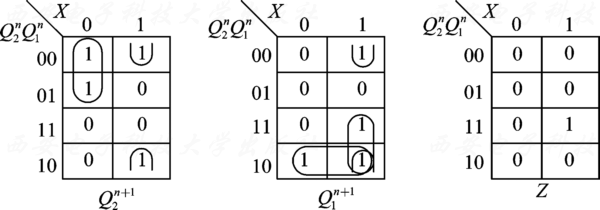 X 0 1
Q₂ⁿQ₁ⁿ
00 1 1
01 1 0
11 0 0
10 0 1
Q₂ⁿ⁺¹
X 0 1
Q₂ⁿQ₁ⁿ
00 0 1
01 0 0
11 0 1
10 1 1
Q₁ⁿ⁺¹
X 0 1
Q₂ⁿQ₁ⁿ
00 0 0
01 0 0
11 0 1
10 0 0
Z